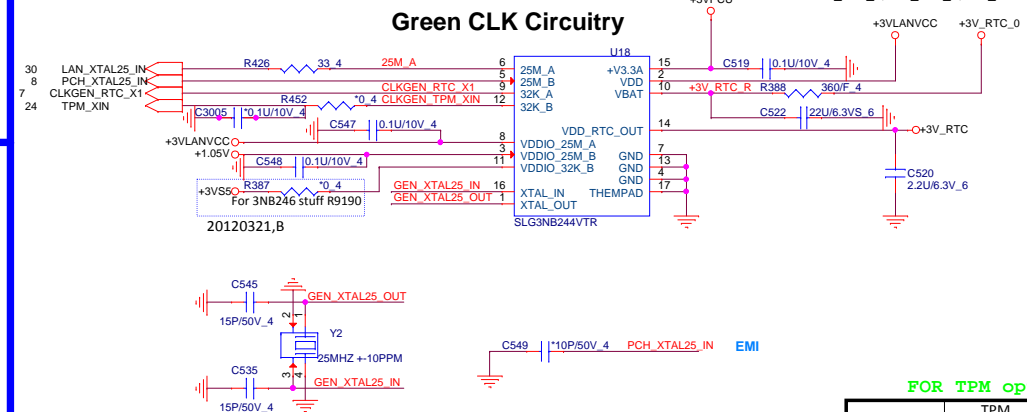 Green CLK Circuitry
+3VLANVCC
+3V_RTC_0
U18
30 LAN_XTAL25_IN
8 PCH_XTAL25_IN
7 CLKGEN_RTC_X1
24 TPM_XIN
R426 33_4 25M_A
CLKGEN_RTC_X1
R452 *0_4 CLKGEN_TPM_XIN
C3005 *0.1U/10V_4
C547 0.1U/10V_4
+3VLANVCC
+1.05V
C548 0.1U/10V_4
+3VS5 R387 *0_4
For 3NB246 stuff R9190
20120321,B
GEN_XTAL25_IN
GEN_XTAL25_OUT
6 25M_A
5 25M_B
9 32K_A
12 32K_B
8 VDDIO_25M_A
3 VDDIO_25M_B
11 VDDIO_32K_B
16 XTAL_IN
1 XTAL_OUT
+V3.3A 15
VDD 2
VBAT 10
VDD_RTC_OUT 14
GND 7
GND 13
GND 4
THEMPAD 17
SLG3NB244VTR
C519 0.1U/10V_4
+3V_RTC_R R388 360/F_4
C522 22U/6.3VS_6
+3V_RTC
C520
2.2U/6.3V_6
C545
15P/50V_4
GEN_XTAL25_OUT
2 1
Y2
25MHZ +-10PPM
3 4
C535
15P/50V_4
GEN_XTAL25_IN
C549 *10P/50V_4 PCH_XTAL25_IN EMI
FOR TPM op
TPM